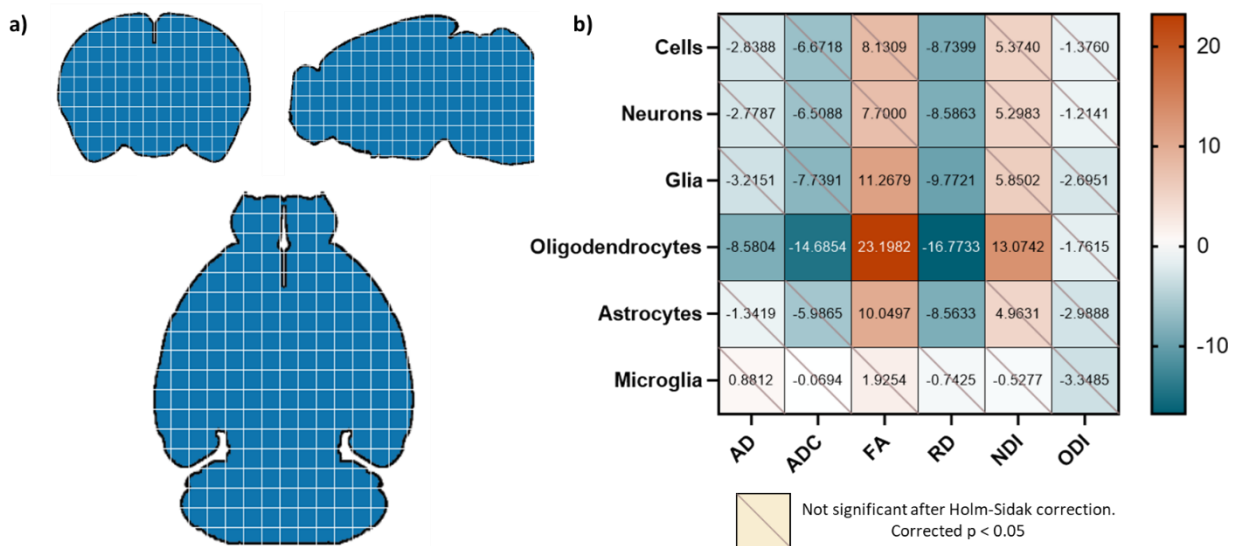 a)
b)
Cells -2.8388 -6.6718 8.1309 -8.7399 5.3740 -1.3760
Neurons -2.7787 -6.5088 7.7000 -8.5863 5.2983 -1.2141
Glia -3.2151 -7.7391 11.2679 -9.7721 5.8502 -2.6951
Oligodendrocytes -8.5804 -14.6854 23.1982 -16.7733 13.0742 -1.7615
Astrocytes -1.3419 -5.9865 10.0497 -8.5633 4.9631 -2.9888
Microglia 0.8812 -0.0694 1.9254 -0.7425 -0.5277 -3.3485
AD ADC FA RD NDI ODI
20
10
0
-10
Not significant after Holm-Sidak correction.
Corrected p < 0.05